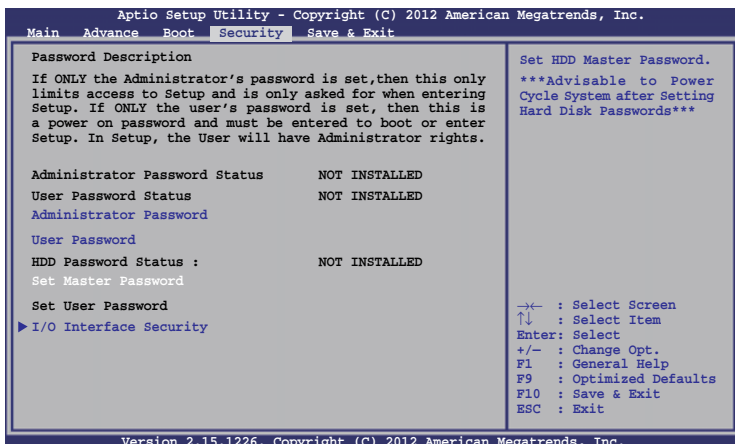 Aptio Setup Utility - Copyright (C) 2012 American Megatrends, Inc.
Main Advance Boot Security Save & Exit
Password Description
If ONLY the Administrator's password is set,then this only
limits access to Setup and is only asked for when entering
Setup. If ONLY the user's password is set, then this is
a power on password and must be entered to boot or enter
Setup. In Setup, the User will have Administrator rights.
Administrator Password Status NOT INSTALLED
User Password Status NOT INSTALLED
Administrator Password
User Password
HDD Password Status : NOT INSTALLED
Set Master Password
Set User Password
I/O Interface Security
Set HDD Master Password.
***Advisable to Power
Cycle System after Setting
Hard Disk Passwords***
→← : Select Screen
↑↓ : Select Item
Enter: Select
+/— : Change Opt.
F1 : General Help
F9 : Optimized Defaults
F10 : Save & Exit
ESC : Exit
Version 2.15.1226. Copyright (C) 2012 American Megatrends, Inc.